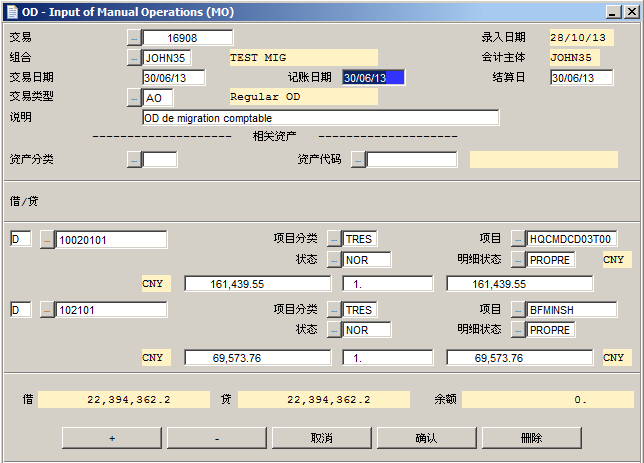 OD - Input of Manual Operations (MO)
交易 ... 16908 录入日期 28/10/13
组合 ... JOHN35 TEST MIG 会计主体 JOHN35
交易日期 30/06/13 记账日期 30/06/13 结算日 30/06/13
交易类型 ... AO Regular OD
说明 OD de migration comptable
-------------------- 相关资产 --------------------
资产分类 ... 资产代码 ...
借/贷
D ... 10020101 项目分类 ... TRES 项目 ... HQCMDCD03T00
状态 ... NOR 明细状态 ... PROPRE CNY
CNY 161,439.55 1. 161,439.55
D ... 102101 项目分类 ... TRES 项目 ... BFMINSH
状态 ... NOR 明细状态 ... PROPRE
CNY 69,573.76 1. 69,573.76 CNY
借 22,394,362.2 贷 22,394,362.2 余额 0.
+ - 取消 确认 删除